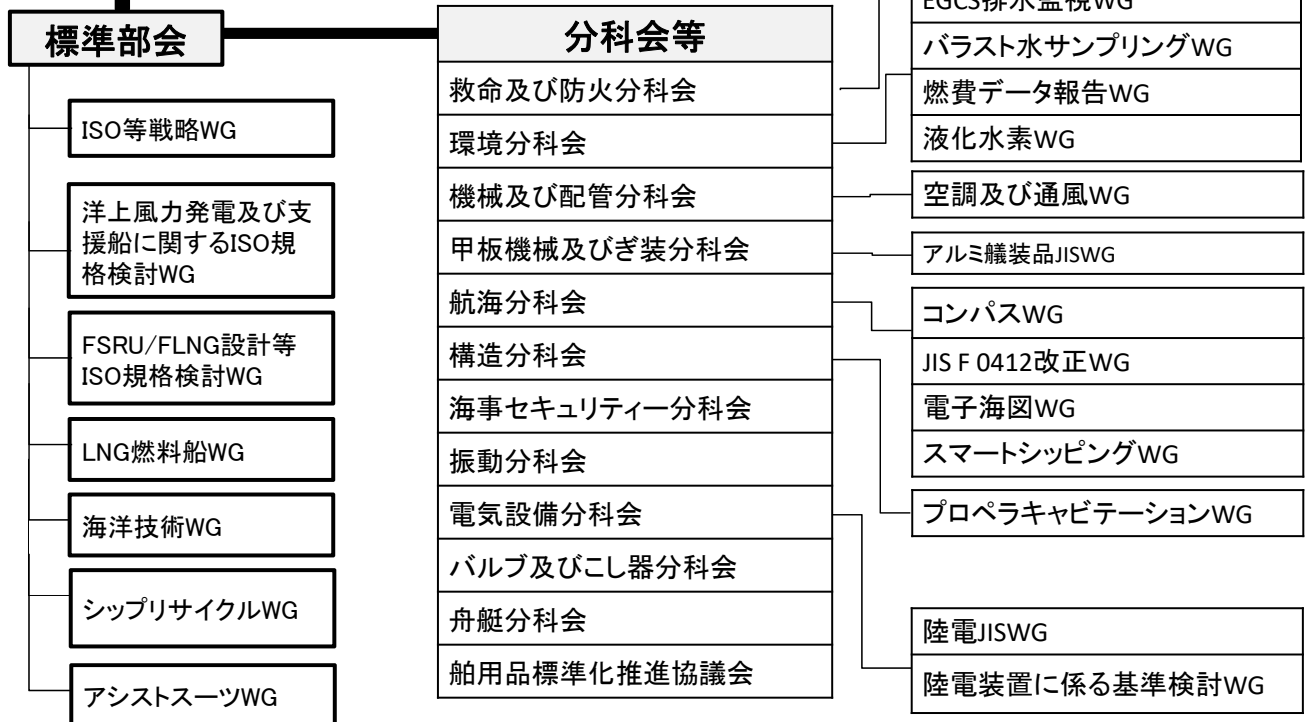 標準部会
ISO等戦略WG
洋上風力発電及び支
援船に関するISO規
格検討WG
FSRU/FLNG設計等
ISO規格検討WG
LNG燃料船WG
海洋技術WG
シップリサイクルWG
アシストスーツWG
分科会等
救命及び防火分科会
環境分科会
機械及び配管分科会
甲板機械及びぎ装分科会
航海分科会
構造分科会
海事セキュリティー分科会
振動分科会
電気設備分科会
バルブ及びこし器分科会
舟艇分科会
舶用品標準化推進協議会
EGCS排水監視WG
バラスト水サンプリングWG
燃費データ報告WG
液化水素WG
空調及び通風WG
アルミ艤装品JISWG
コンパスWG
JIS F 0412改正WG
電子海図WG
スマートシッピングWG
プロペラキャビテーションWG
陸電JISWG
陸電装置に係る基準検討WG